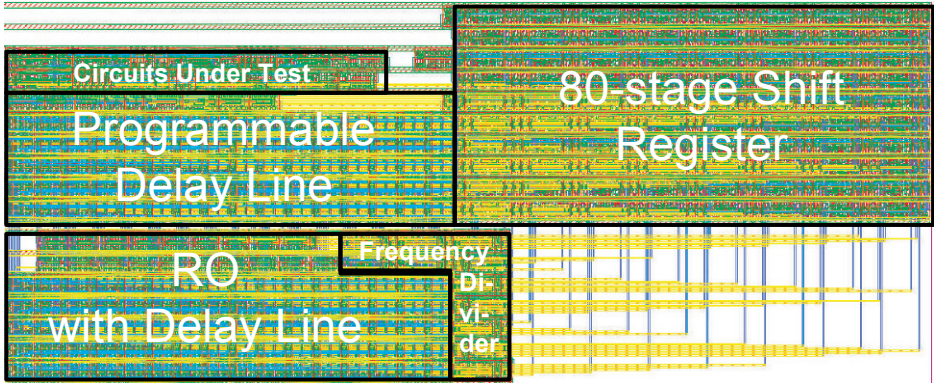 Circuits Under Test
Programmable
Delay Line
80-stage Shift
Register
RO
with Delay Line
Frequency
Di-
vi-
der